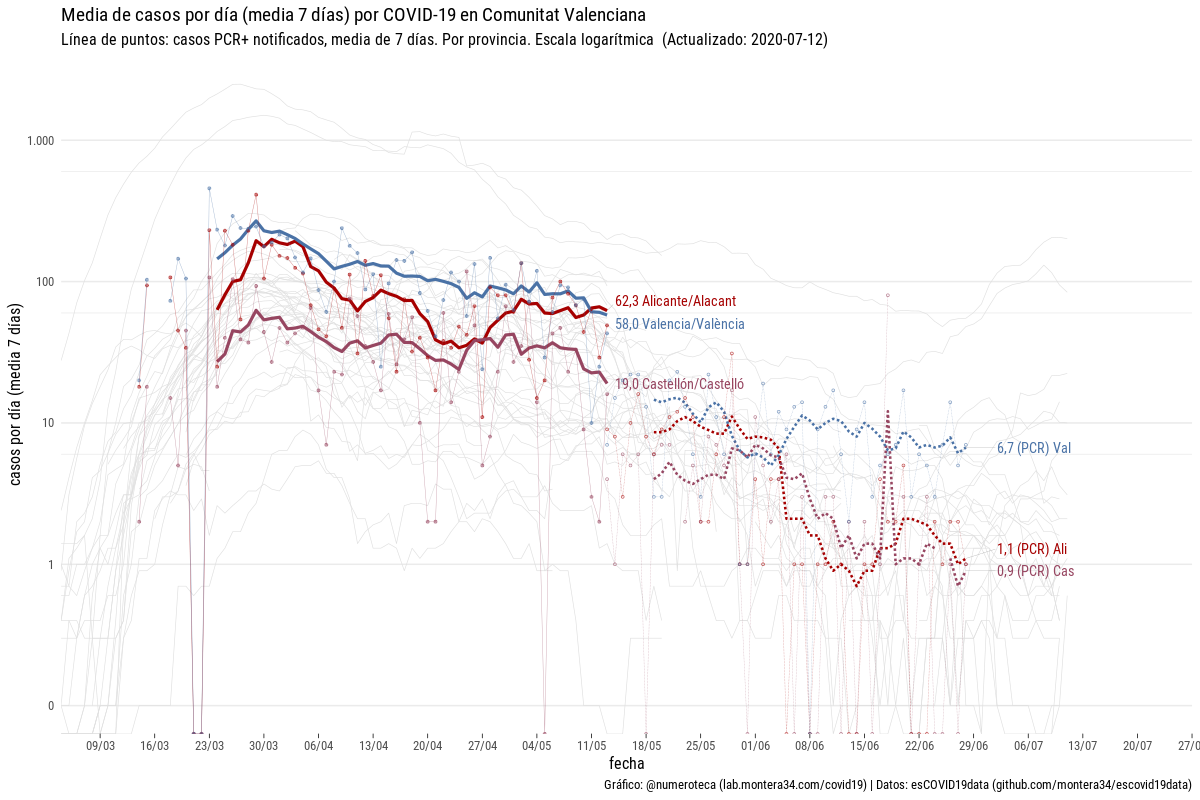 Media de casos por día (media 7 días) por COVID-19 en Comunitat Valenciana
Línea de puntos: casos PCR+ notificados, media de 7 días. Por provincia. Escala logarítmica (Actualizado: 2020-07-12)
casos por día (media 7 días)
1.000
100
10
1
0
62,3 Alicante/Alacant
58,0 Valencia/València
19,0 Castellón/Castelló
6,7 (PCR) Val
1,1 (PCR) Ali
0,9 (PCR) Cas
09/03 16/03 23/03 30/03 06/04 13/04 20/04 27/04 04/05 11/05 18/05 25/05 01/06 08/06 15/06 22/06 29/06 06/07 13/07 20/07 27/0
fecha
Gráfico: @numeroteca (lab.montera34.com/covid19) | Datos: esCOVID19data (github.com/montera34/escovid19data)